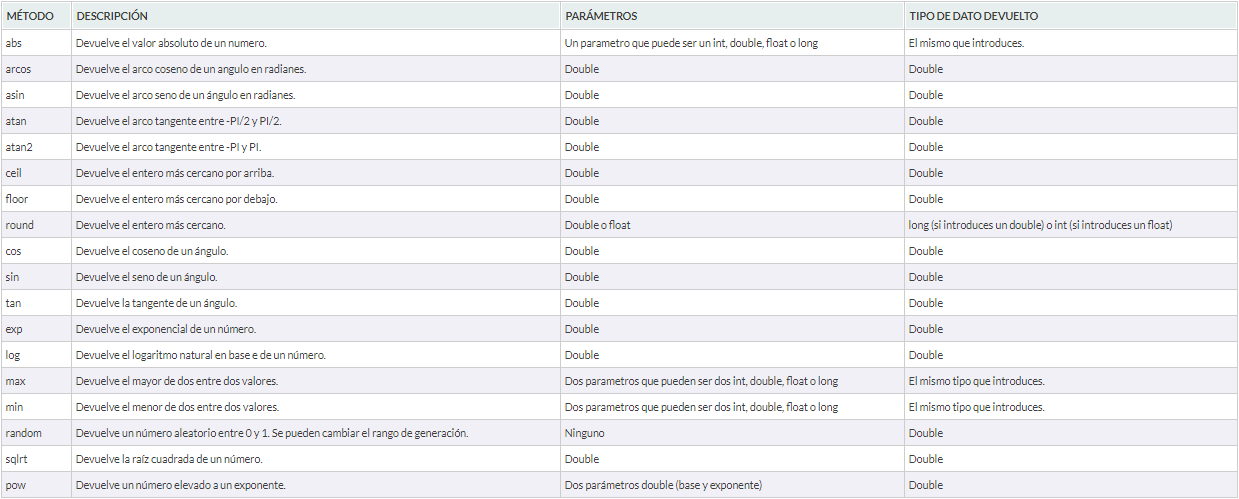 MÉTODO DESCRIPCIÓN PARÁMETROS TIPO DE DATO DEVUELTO
abs Devuelve el valor absoluto de un numero. Un parametro que puede ser un int, double, float o long El mismo que introduces.
arcos Devuelve el arco coseno de un angulo en radianes. Double Double
asin Devuelve el arco seno de un ángulo en radianes. Double Double
atan Devuelve el arco tangente entre -PI/2 y PI/2. Double Double
atan2 Devuelve el arco tangente entre -PI y PI. Double Double
ceil Devuelve el entero más cercano por arriba. Double Double
floor Devuelve el entero más cercano por debajo. Double Double
round Devuelve el entero más cercano. Double o float long (si introduces un double) o int (si introduces un float)
cos Devuelve el coseno de un ángulo. Double Double
sin Devuelve el seno de un ángulo. Double Double
tan Devuelve la tangente de un ángulo. Double Double
exp Devuelve el exponencial de un número. Double Double
log Devuelve el logaritmo natural en base e de un número. Double Double
max Devuelve el mayor de dos entre dos valores. Dos parametros que pueden ser dos int, double, float o long El mismo tipo que introduces.
min Devuelve el menor de dos entre dos valores. Dos parametros que pueden ser dos int, double, float o long El mismo tipo que introduces.
random Devuelve un número aleatorio entre 0 y 1. Se pueden cambiar el rango de generación. Ninguno Double
sqlrt Devuelve la raíz cuadrada de un número. Double Double
pow Devuelve un número elevado a un exponente. Dos parámetros double (base y exponente) Double